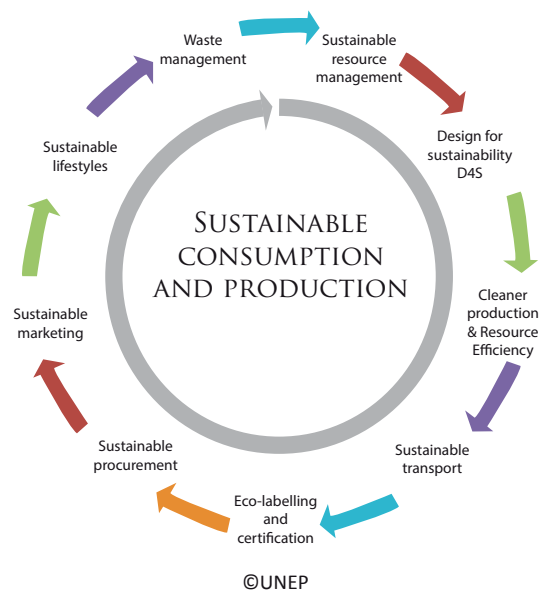 Waste
management
Sustainable
resource
management
Design for
sustainability
D4S
Cleaner
production
& Resource
Efficiency
Sustainable
transport
Eco-labelling
and
certification
Sustainable
procurement
Sustainable
marketing
Sustainable
lifestyles
SUSTAINABLE
CONSUMPTION
AND PRODUCTION
©UNEP